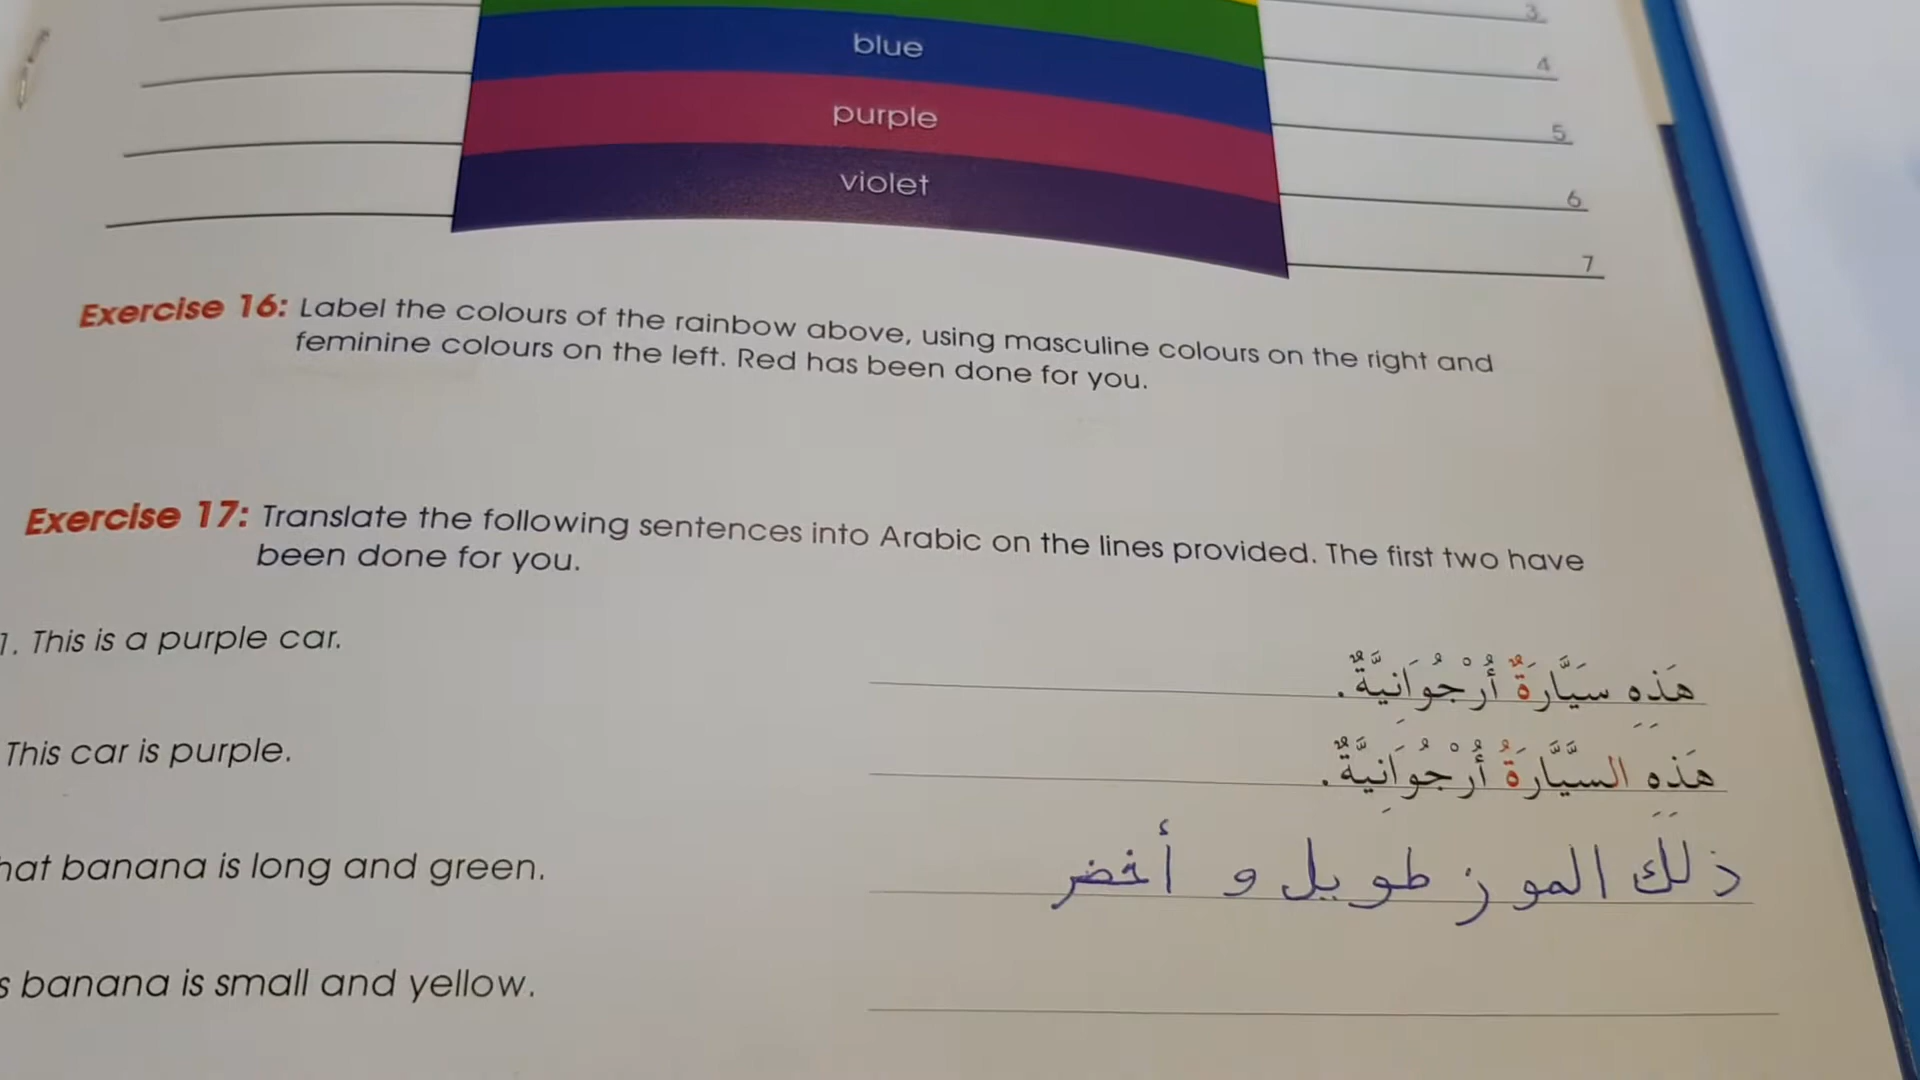 3
blue
4
purple
5
violet
6
7
Exercise 16: Label the colours of the rainbow above, using masculine colours on the right and
feminine colours on the left. Red has been done for you.
Exercise 17: Translate the following sentences into Arabic on the lines provided. The first two have
been done for you.
1. This is a purple car.
هَذِهِ سَيَّارَةٌ أُرْجُوَانِيَّةٌ.
This car is purple.
هَذِهِ السَّيَّارَةُ أُرْجُوَانِيَّةٌ.
banana is long and green.
ذلك الموز طويل و أخضر
banana is small and yellow.